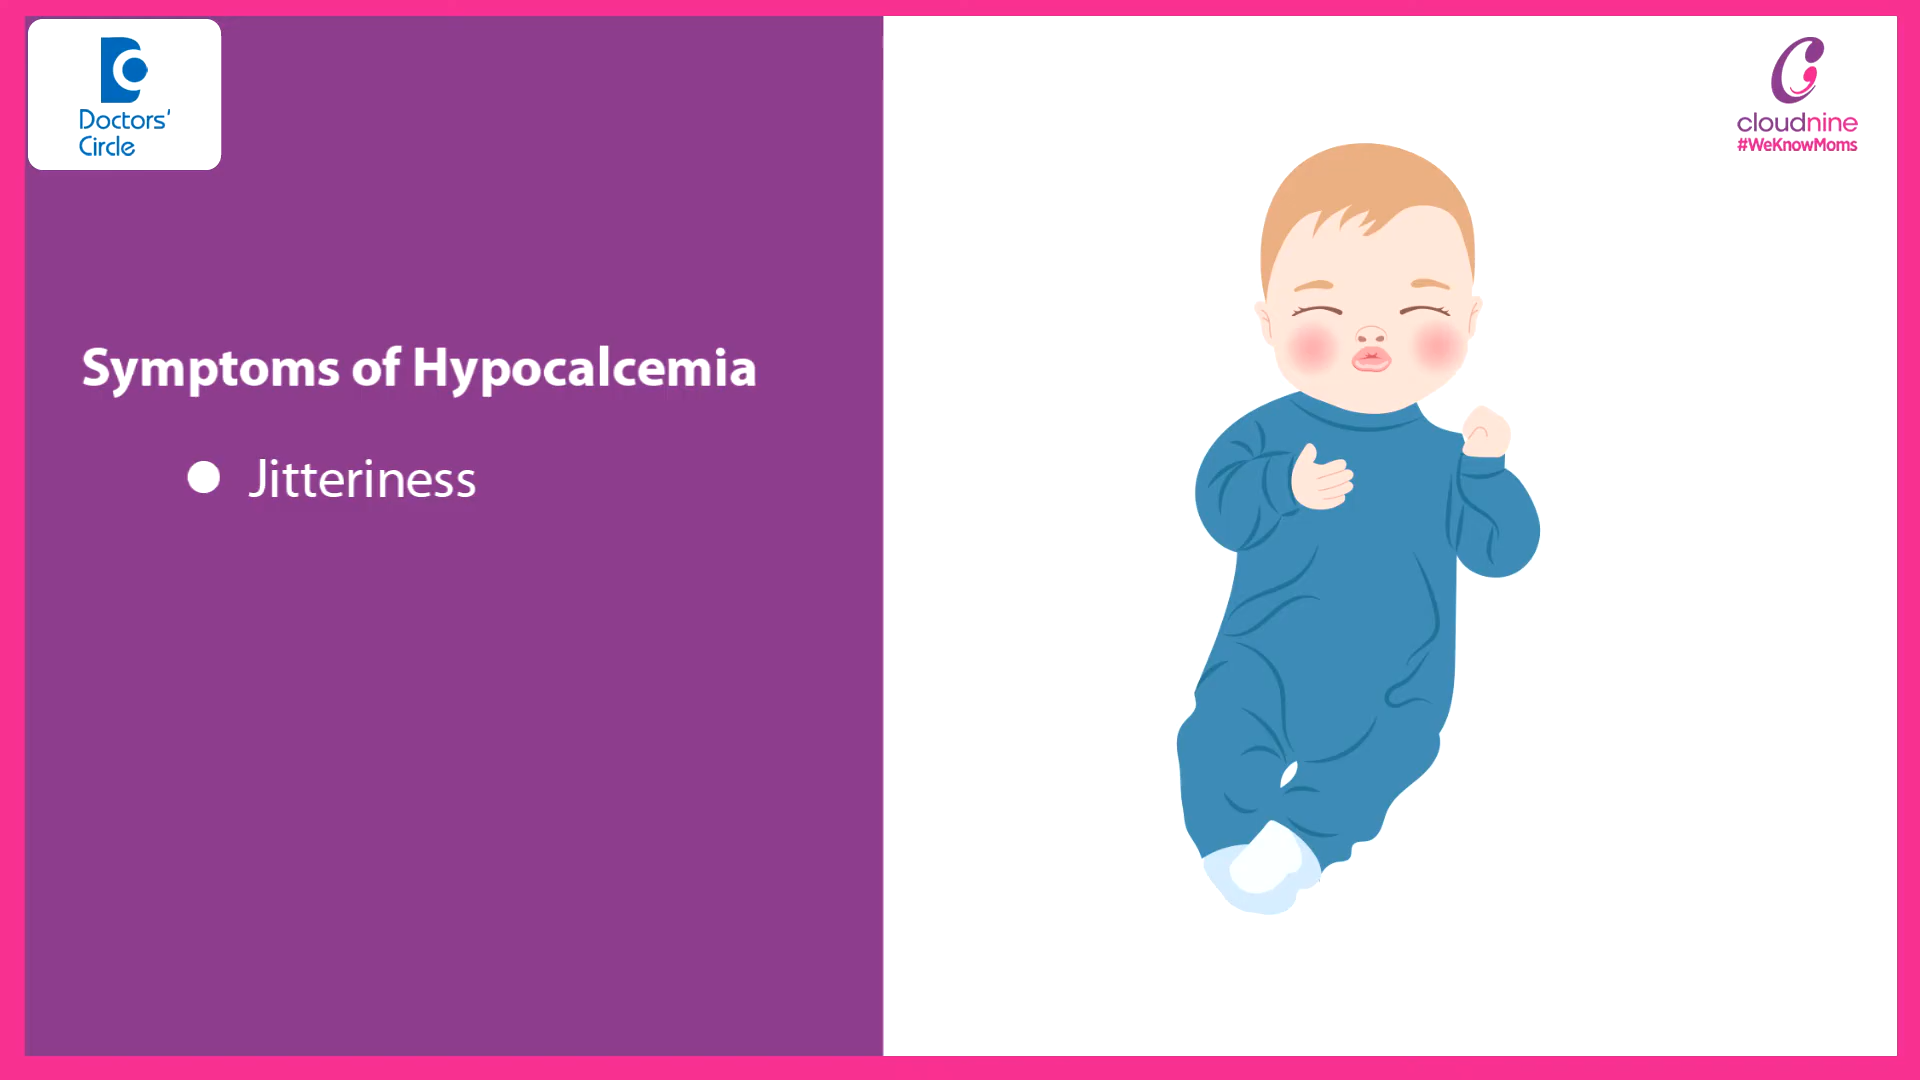 Doctors'
Circle
cloudnine
#WeKnowMoms
Symptoms of Hypocalcemia
Jitteriness